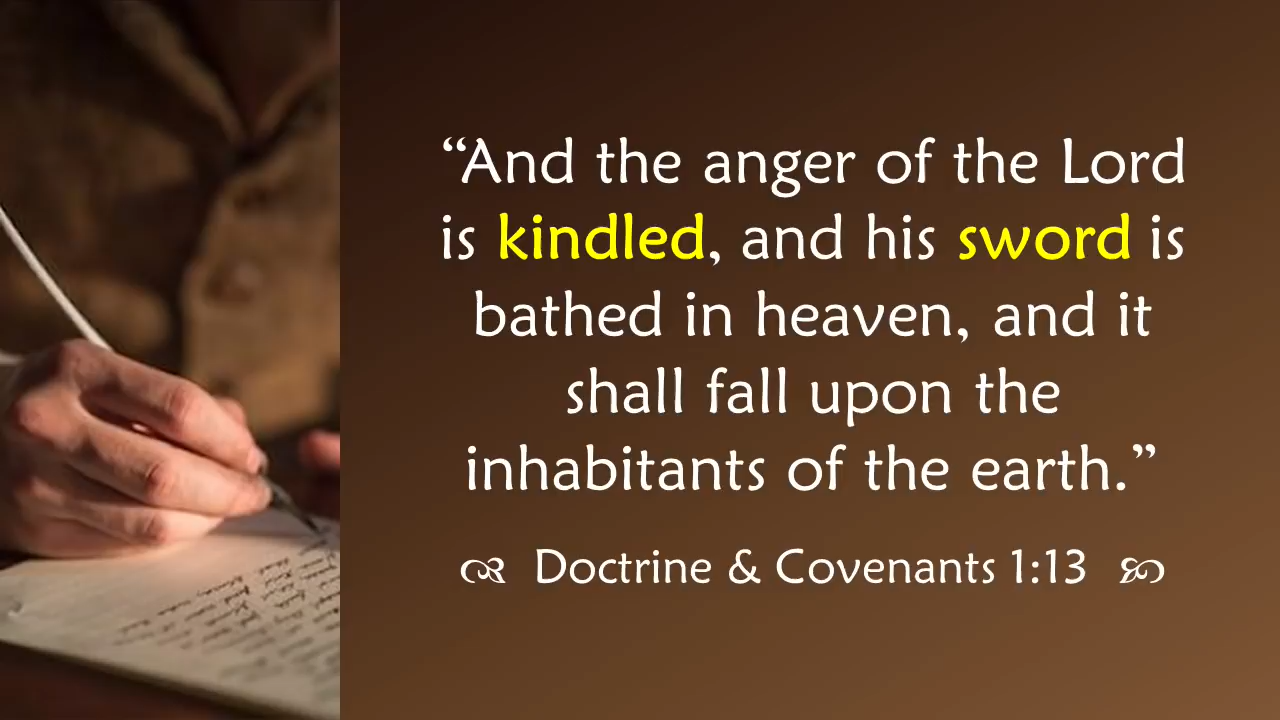 “And the anger of the Lord
is kindled, and his sword is
bathed in heaven, and it
shall fall upon the
inhabitants of the earth.”
Doctrine & Covenants 1:13